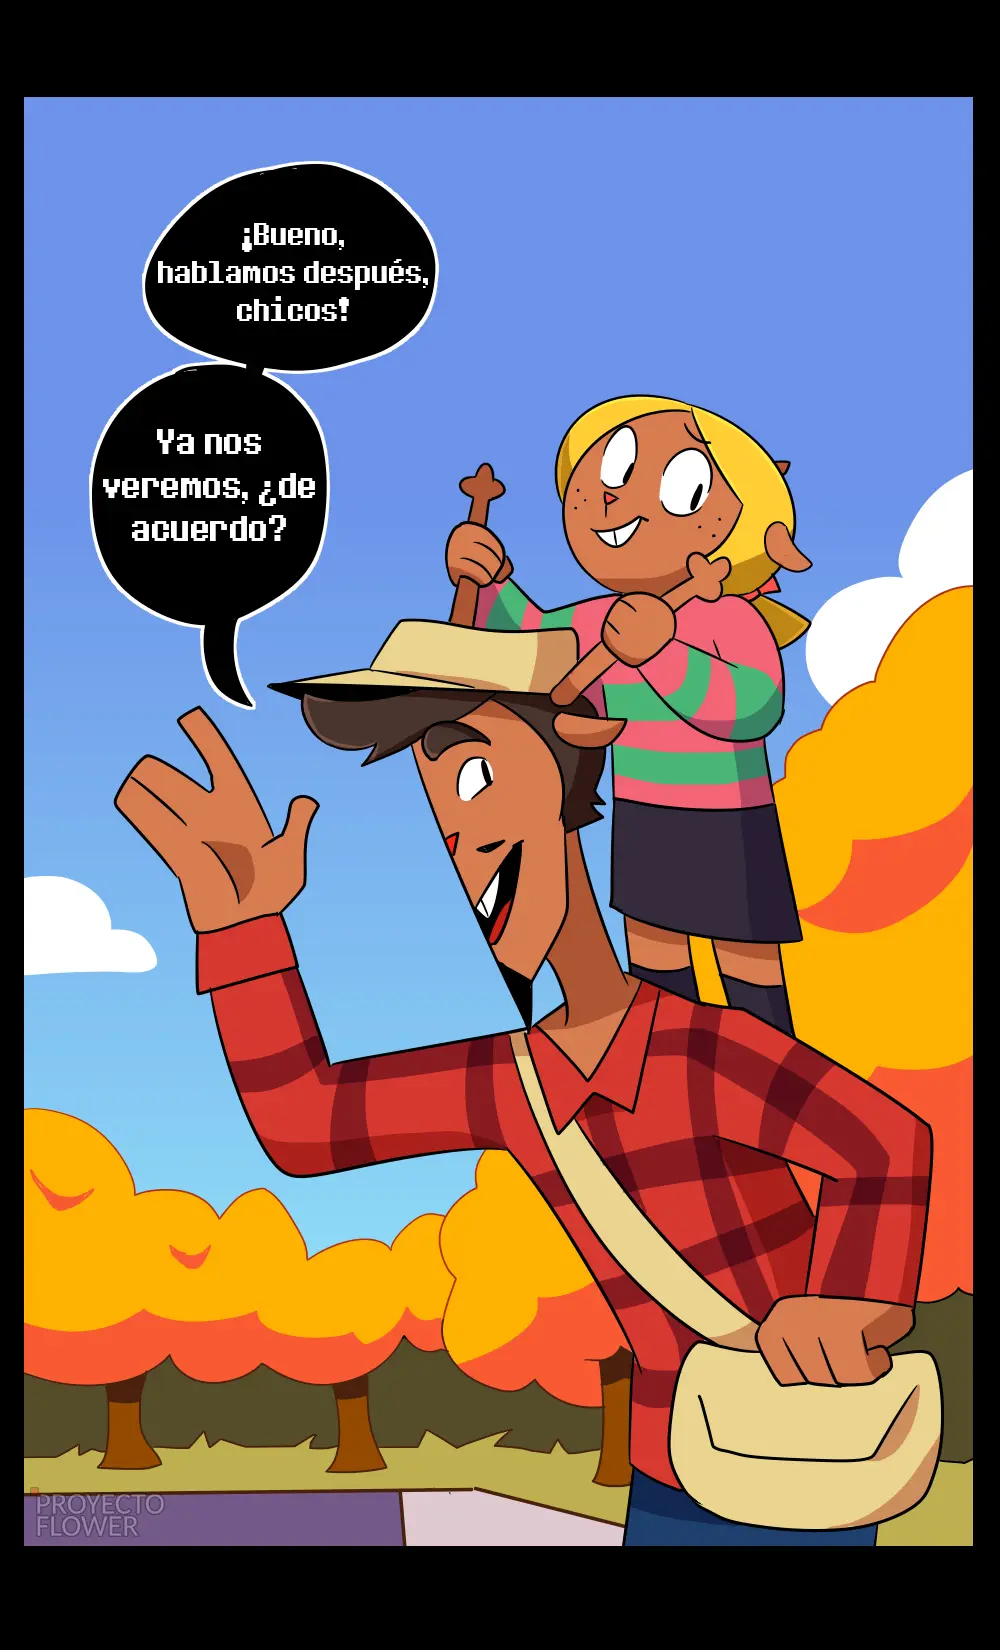 ¡Bueno,
hablamos después,
chicos!
Ya nos
veremos, ¿de
acuerdo?
PROYECTO
FLOWER